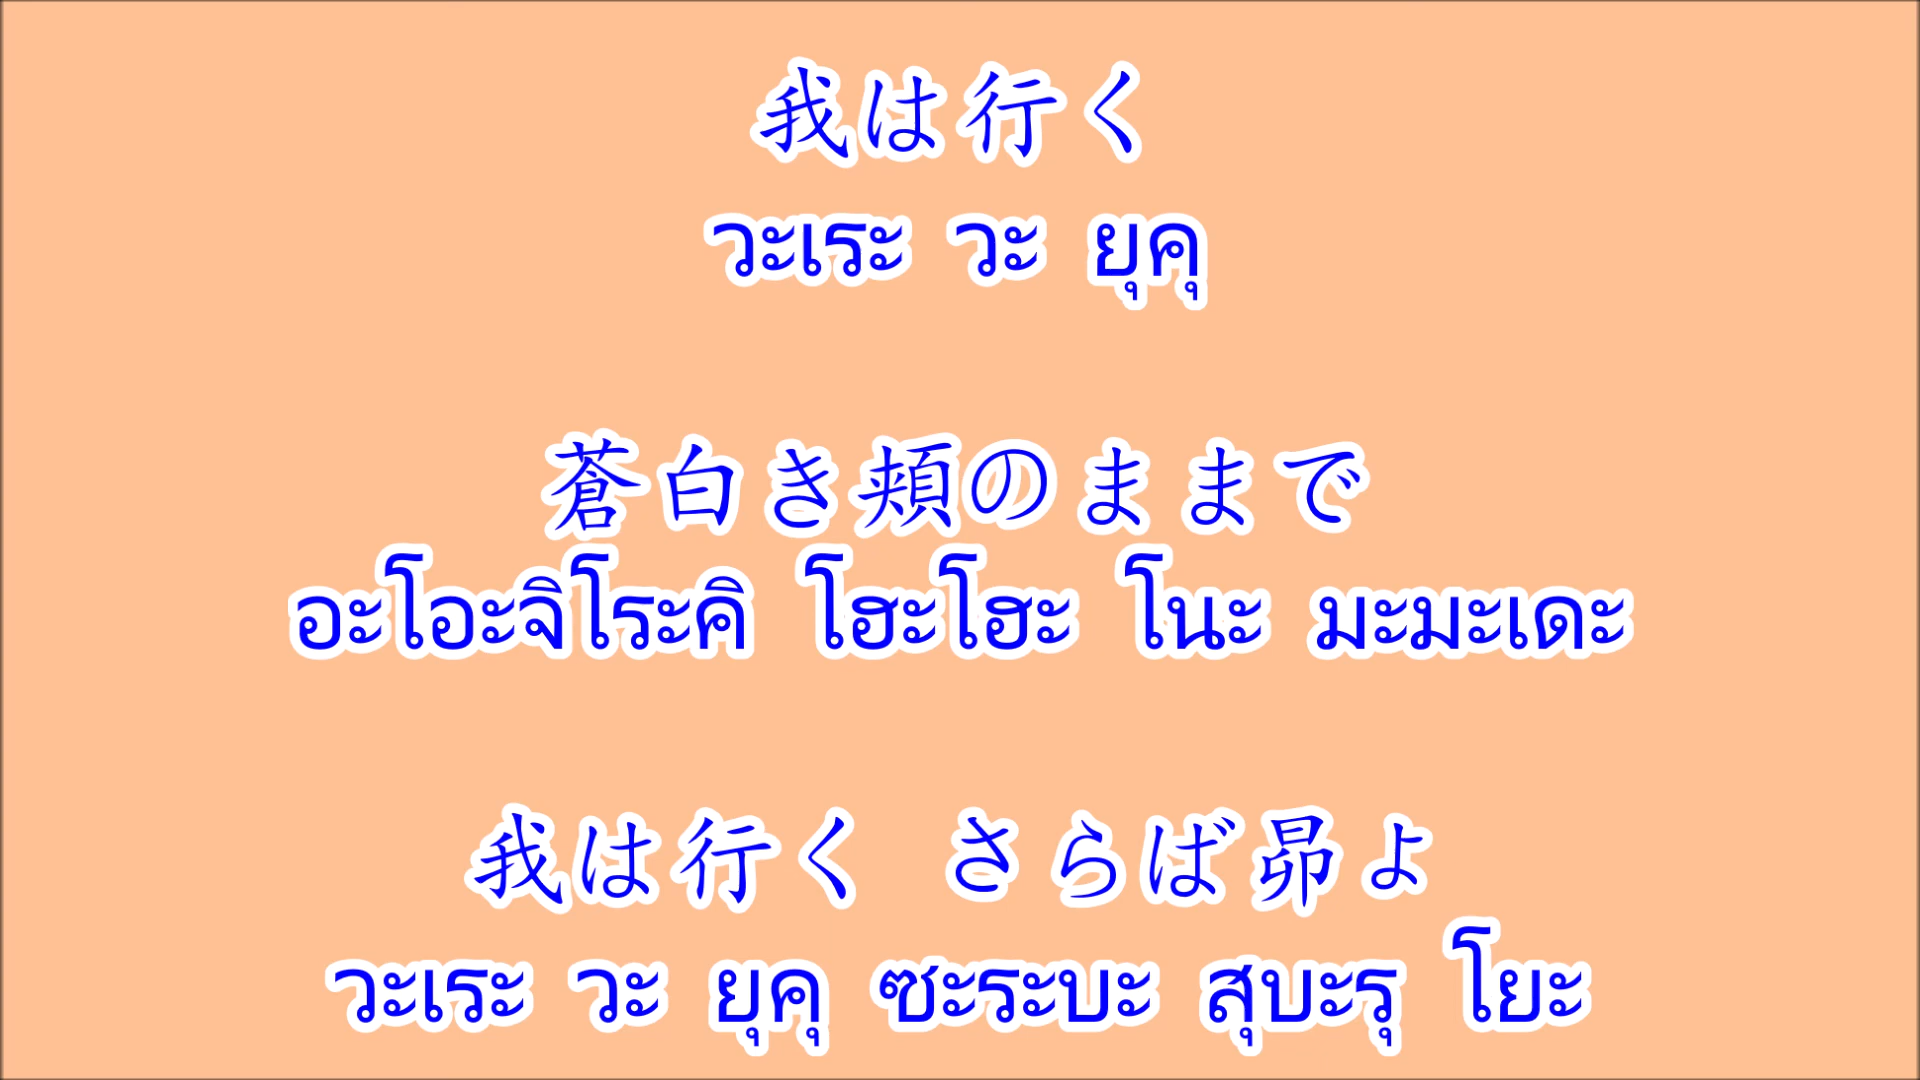 我は行く
วะเระ วะ ยุคุ
蒼白き頬のままで
อะโอะจิโระคิ โฮะโฮะ โนะ มะมะเดะ
我は行く さらば昴よ
วะเระ วะ ยุคุ ซะระบะ สุบะรุ โยะ